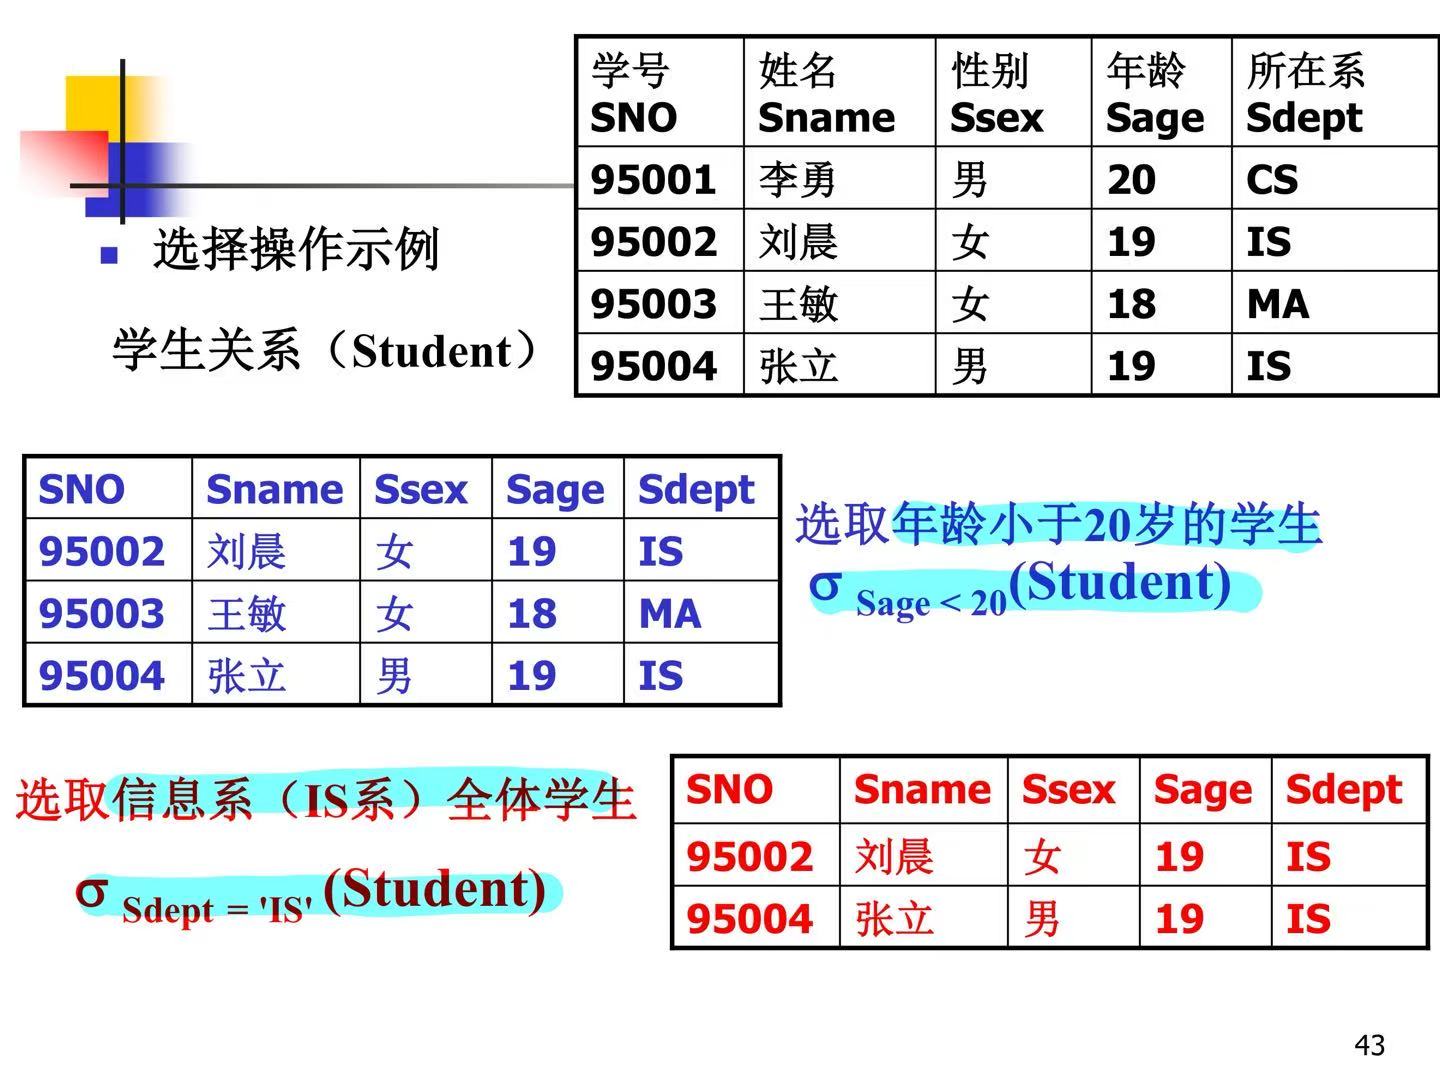 选择操作示例
学生关系（Student）
学号 姓名 性别 年龄 所在系
SNO Sname Ssex Sage Sdept
95001 李勇 男 20 CS
95002 刘晨 女 19 IS
95003 王敏 女 18 MA
95004 张立 男 19 IS
SNO Sname Ssex Sage Sdept
95002 刘晨 女 19 IS
95003 王敏 女 18 MA
95004 张立 男 19 IS
选取年龄小于20岁的学生
σ Sage < 20(Student)
选取信息系（IS系）全体学生
σ Sdept = 'IS' (Student)
SNO Sname Ssex Sage Sdept
95002 刘晨 女 19 IS
95004 张立 男 19 IS
43